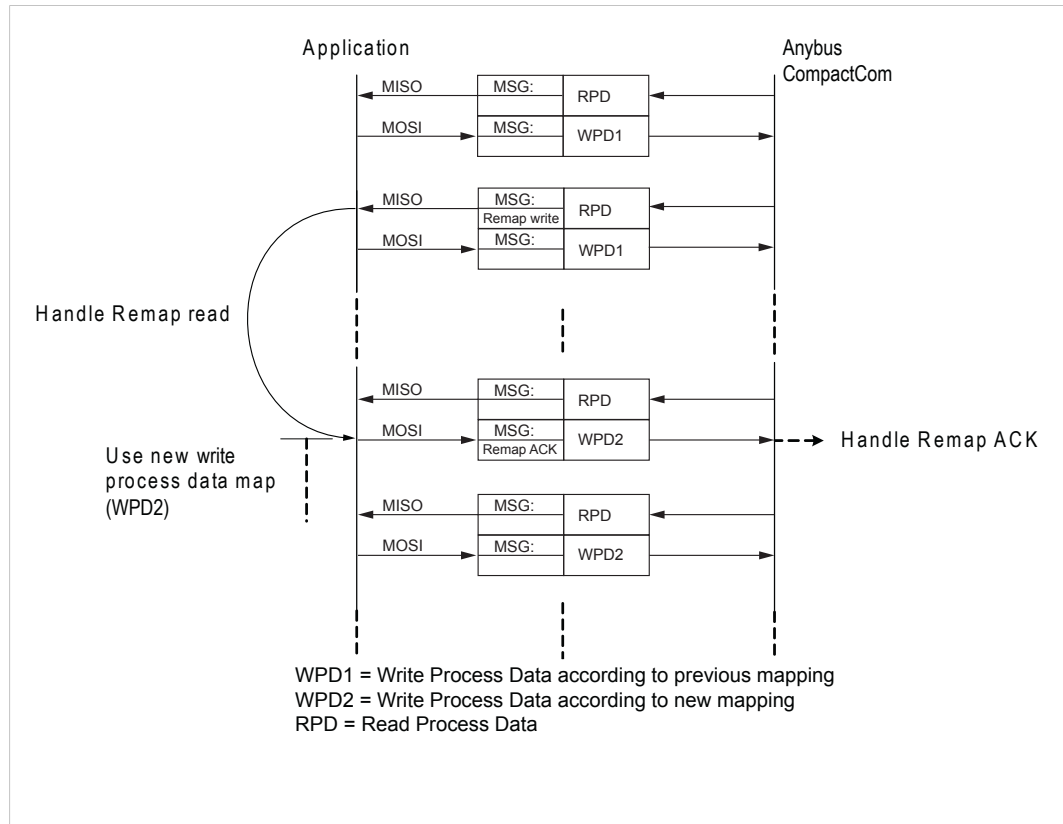 Application
Anybus
CompactCom
MISO
MSG:
RPD
MOSI
MSG:
WPD1
MISO
MSG:
RPD
Remap write
MOSI
MSG:
WPD1
Handle Remap read
MISO
MSG:
RPD
MOSI
MSG:
WPD2
Remap ACK
Handle Remap ACK
Use new write
process data map
(WPD2)
MISO
MSG:
RPD
MOSI
MSG:
WPD2
WPD1 = Write Process Data according to previous mapping
WPD2 = Write Process Data according to new mapping
RPD = Read Process Data